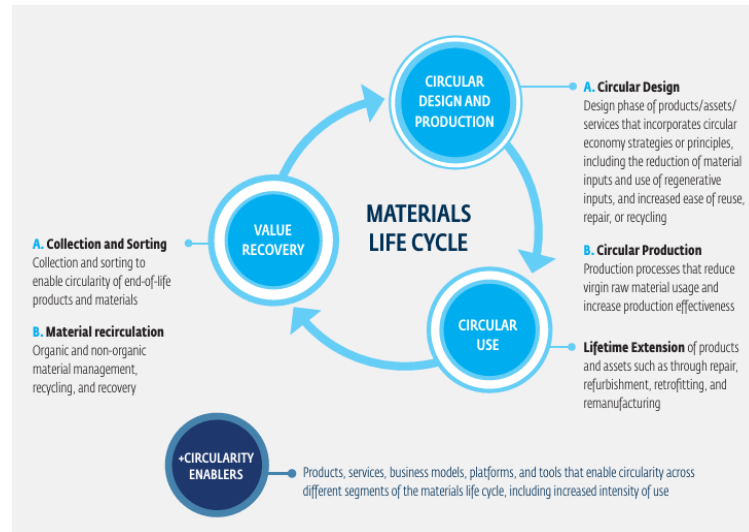 CIRCULAR
DESIGN AND
PRODUCTION
A. Circular Design
Design phase of products/assets/
services that incorporates circular
economy strategies or principles,
including the reduction of material
inputs and use of regenerative
inputs, and increased ease of reuse,
repair, or recycling
B. Circular Production
Production processes that reduce
virgin raw material usage and
increase production effectiveness
MATERIALS
LIFE CYCLE
CIRCULAR
USE
Lifetime Extension of products
and assets such as through repair,
refurbishment, retrofitting, and
remanufacturing
VALUE
RECOVERY
A. Collection and Sorting
Collection and sorting to
enable circularity of end-of-life
products and materials
B. Material recirculation
Organic and non-organic
material management,
recycling, and recovery
+CIRCULARITY
ENABLERS
Products, services, business models, platforms, and tools that enable circularity across
different segments of the materials life cycle, including increased intensity of use